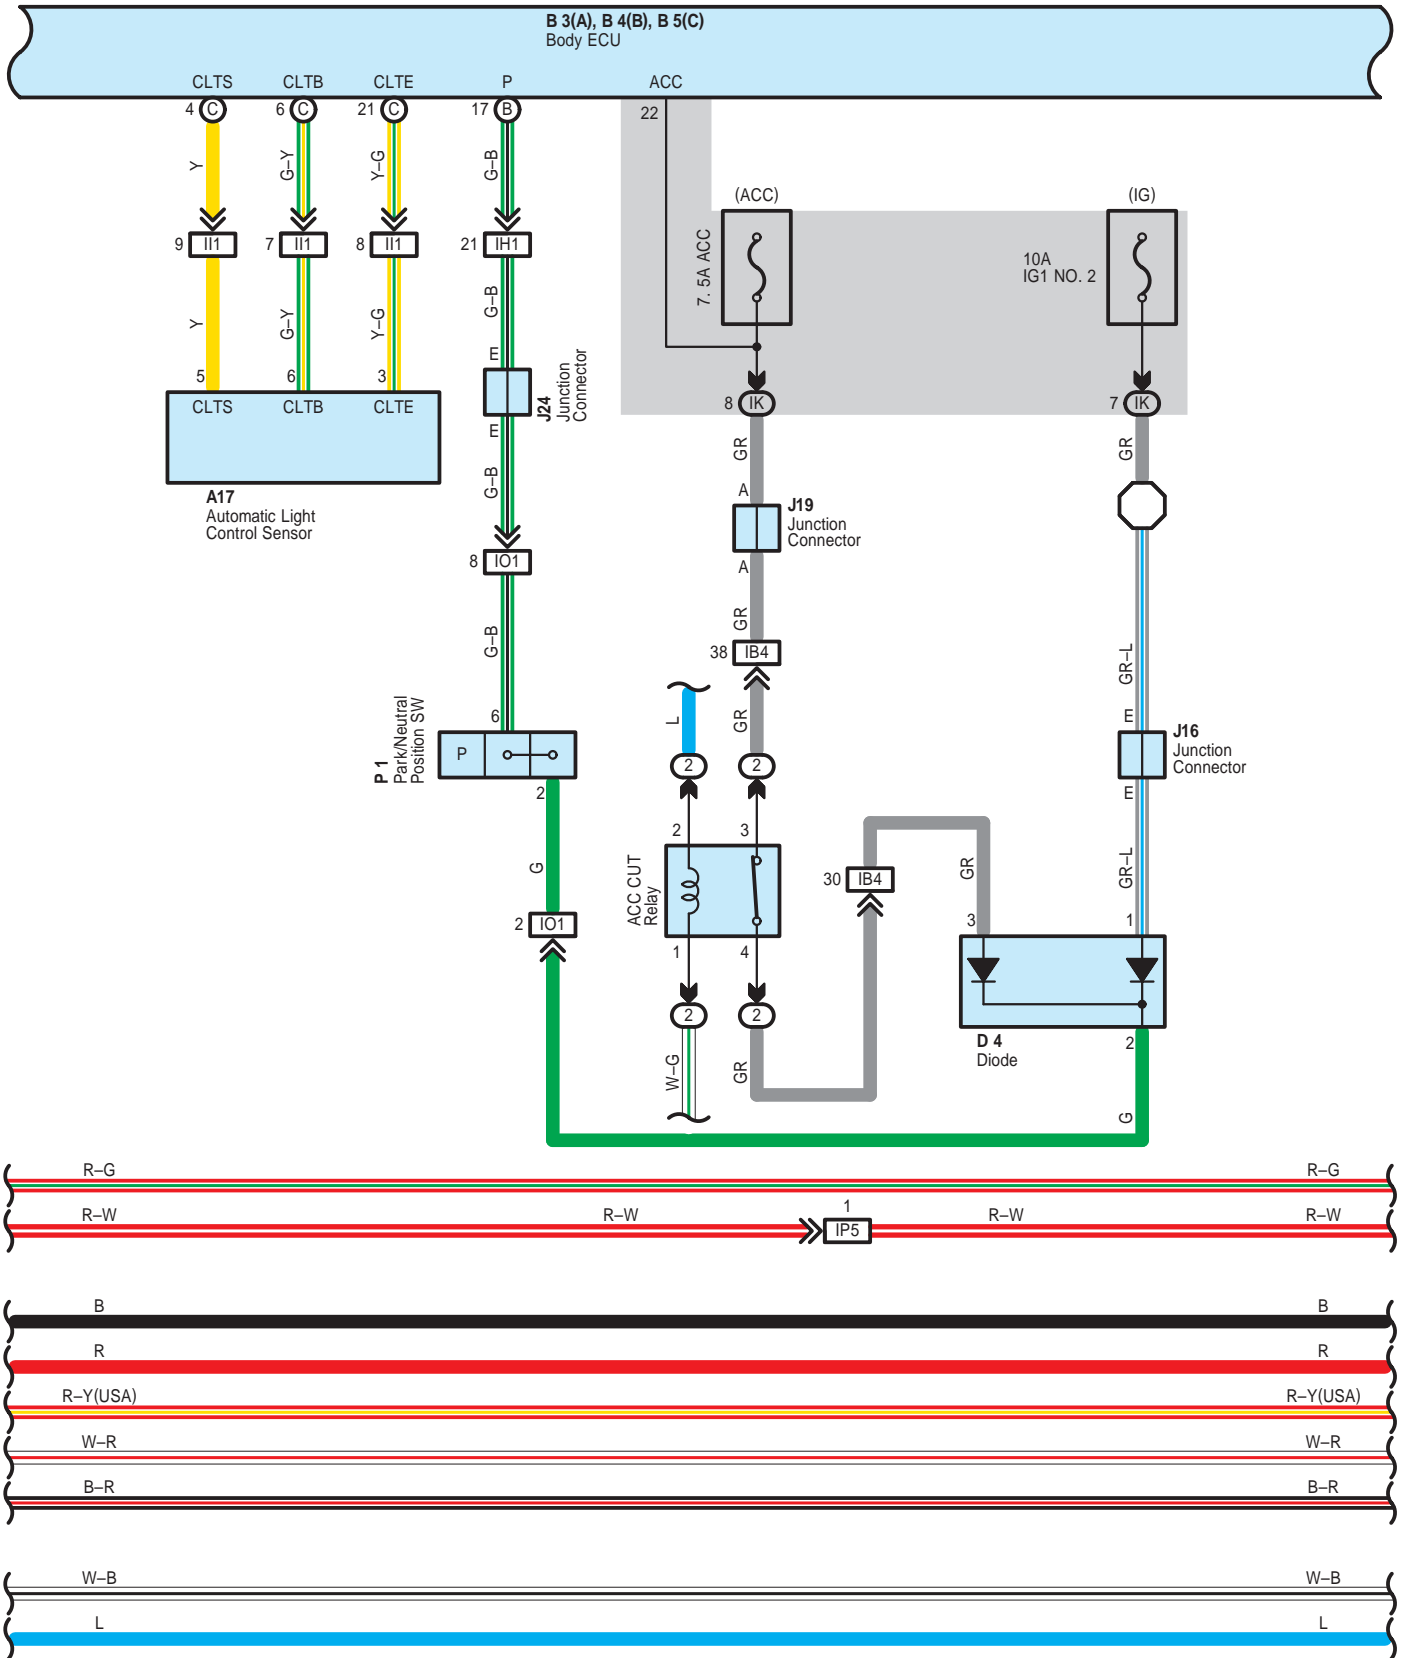 B 3(A), B 4(B), B 5(C)
Body ECU
CLTS
CLTB
CLTE
P
ACC
4 C
6 C
21 C
17 B
22
Y
G–Y
Y–G
G–B
(ACC)
(IG)
9 II1
7 II1
8 II1
21 IH1
7. 5A ACC
10A
IG1 NO. 2
Y
G–Y
Y–G
G–B
E
5
6
3
CLTS
CLTB
CLTE
J24
Junction
Connector
E
8 IK
7 IK
GR
GR
A17
Automatic Light
Control Sensor
G–B
A
J19
Junction
Connector
A
8 IO1
GR
G–B
38 IB4
GR–L
L
GR
E
6
P 1
Park/Neutral
Position SW
P
J16
Junction
Connector
2
2
2
E
2
3
G
ACC CUT
Relay
30 IB4
GR
GR–L
2 IO1
3
1
1
4
2
2
D 4
Diode
2
W–G
GR
G
R–G
R–G
1
R–W
R–W
IP5
R–W
R–W
B
B
R
R
R–Y(USA)
R–Y(USA)
W–R
W–R
B–R
B–R
W–B
W–B
L
L